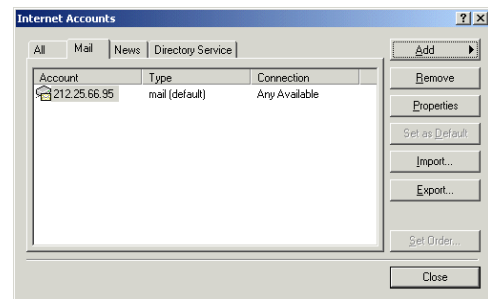 Internet Accounts
All Mail News Directory Service
Add
Remove
Properties
Set as Default
Import...
Export...
Set Order...
Close
Account Type Connection
212.25.66.95 mail (default) Any Available